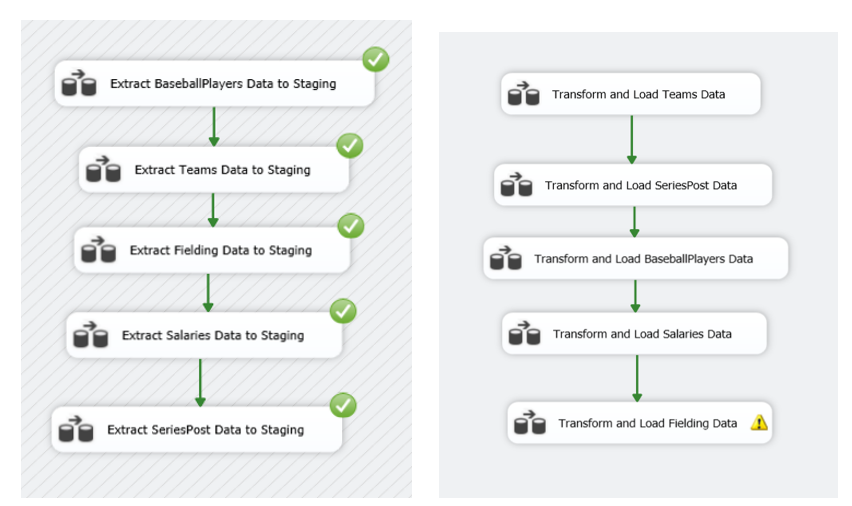 Extract BaseballPlayers Data to Staging
Extract Teams Data to Staging
Extract Fielding Data to Staging
Extract Salaries Data to Staging
Extract SeriesPost Data to Staging
Transform and Load Teams Data
Transform and Load SeriesPost Data
Transform and Load BaseballPlayers Data
Transform and Load Salaries Data
Transform and Load Fielding Data